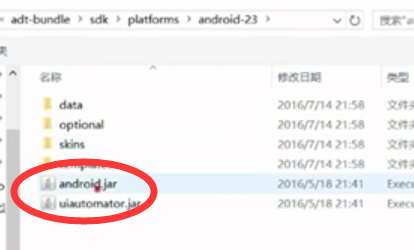 adt-bundle > sdk > platforms > android-23 >
搜索"an
名称 修改日期 类型
data 2016/7/14 21:58 文件夹
optional 2016/7/14 21:58 文件夹
skins 2016/7/14 21:58 文件夹
templates 2016/7/14 21:58 文件夹
android.jar 2016/5/18 21:41 Execu
uiautomator.jar 2016/5/18 21:41 Execu